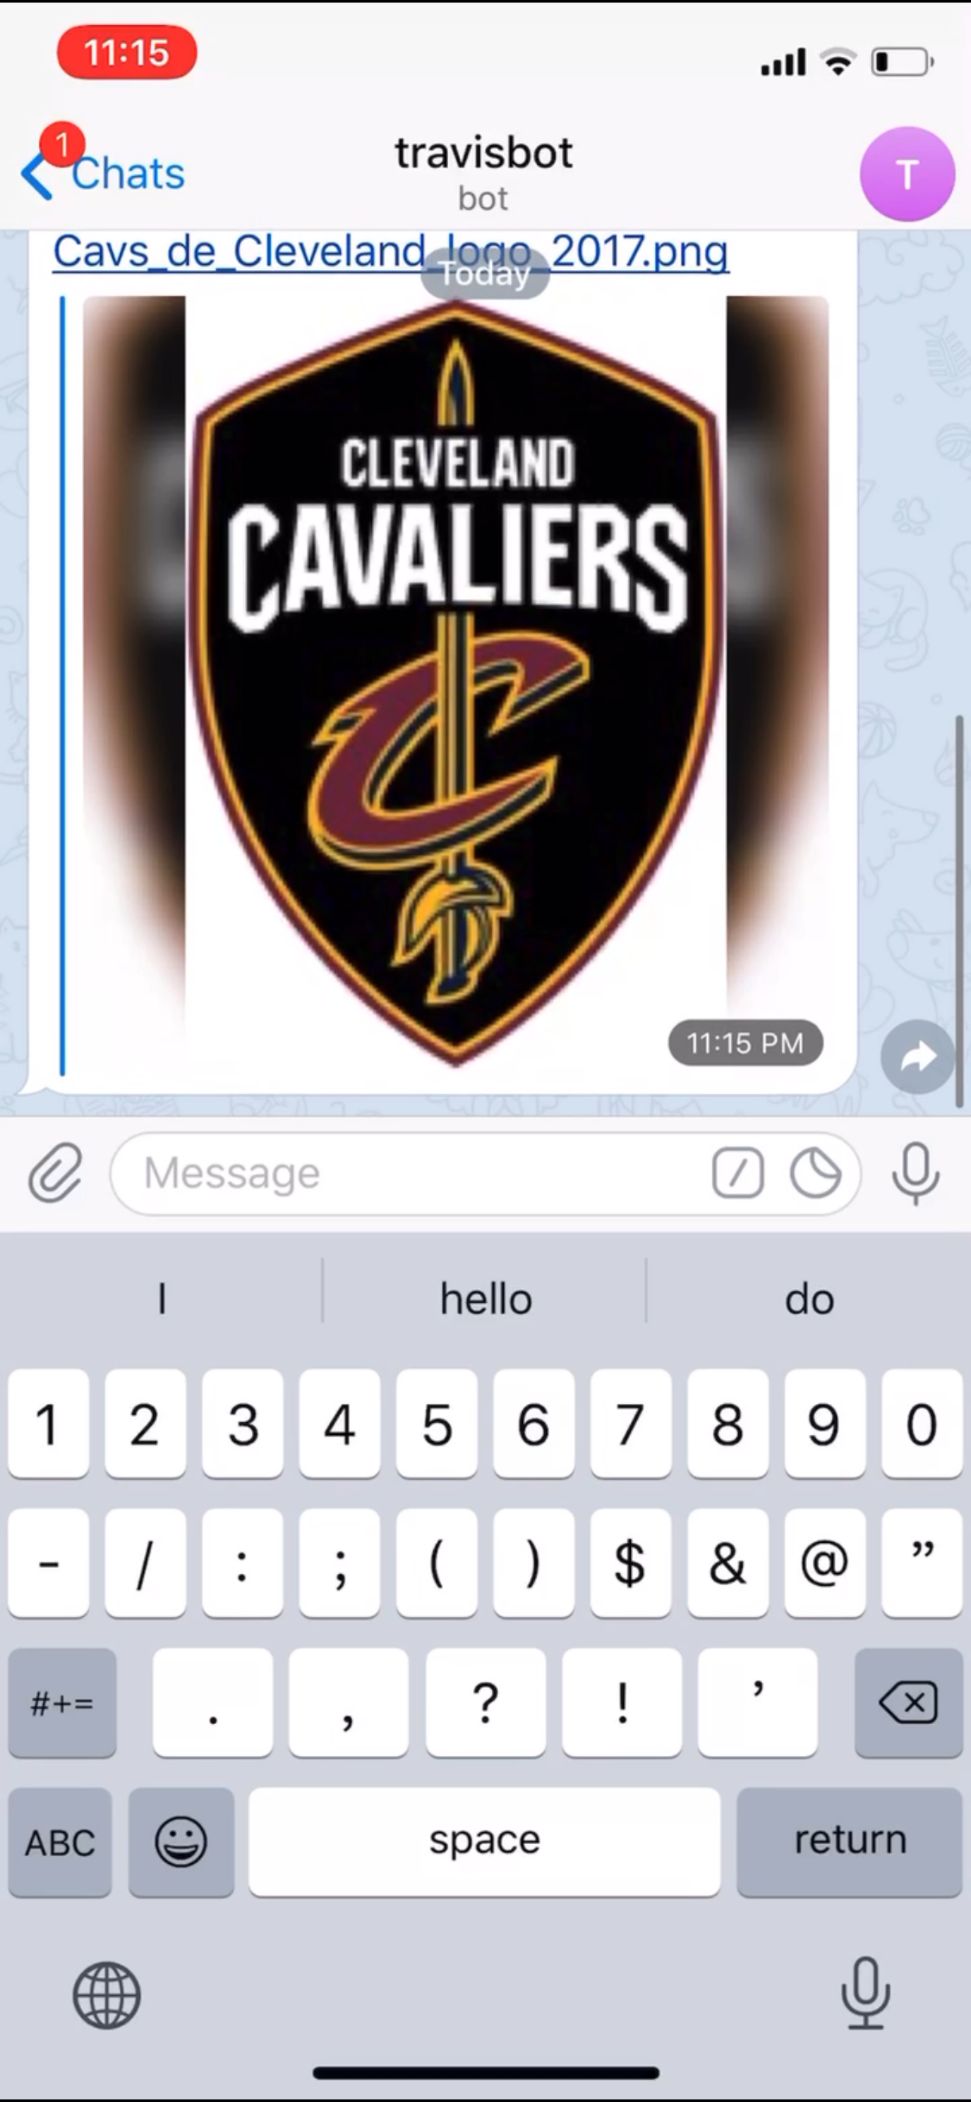 11:15
1
Chats
travisbot
bot
T
Cavs_de_Cleveland_logo_2017.png
Today
CLEVELAND
CAVALIERS
11:15 PM
Message
I
hello
do
1 2 3 4 5 6 7 8 9 0
- / : ; ( ) $ & @ ”
#+= . , ? ! ’
ABC space return